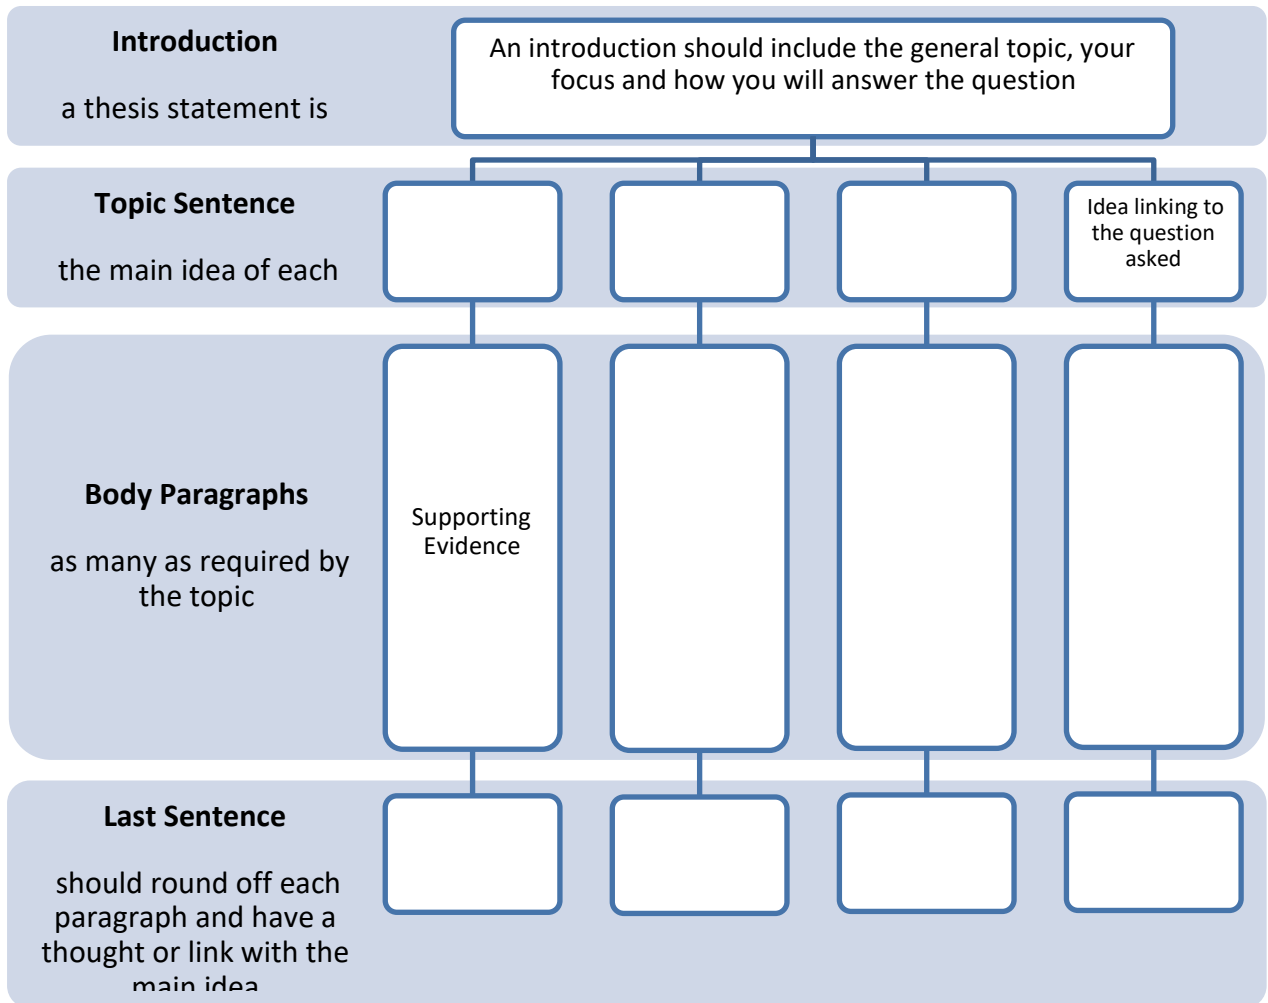 Introduction
a thesis statement is
An introduction should include the general topic, your
focus and how you will answer the question
Topic Sentence
the main idea of each
Idea linking to
the question
asked
Body Paragraphs
as many as required by
the topic
Supporting
Evidence
Last Sentence
should round off each
paragraph and have a
thought or link with the
main idea